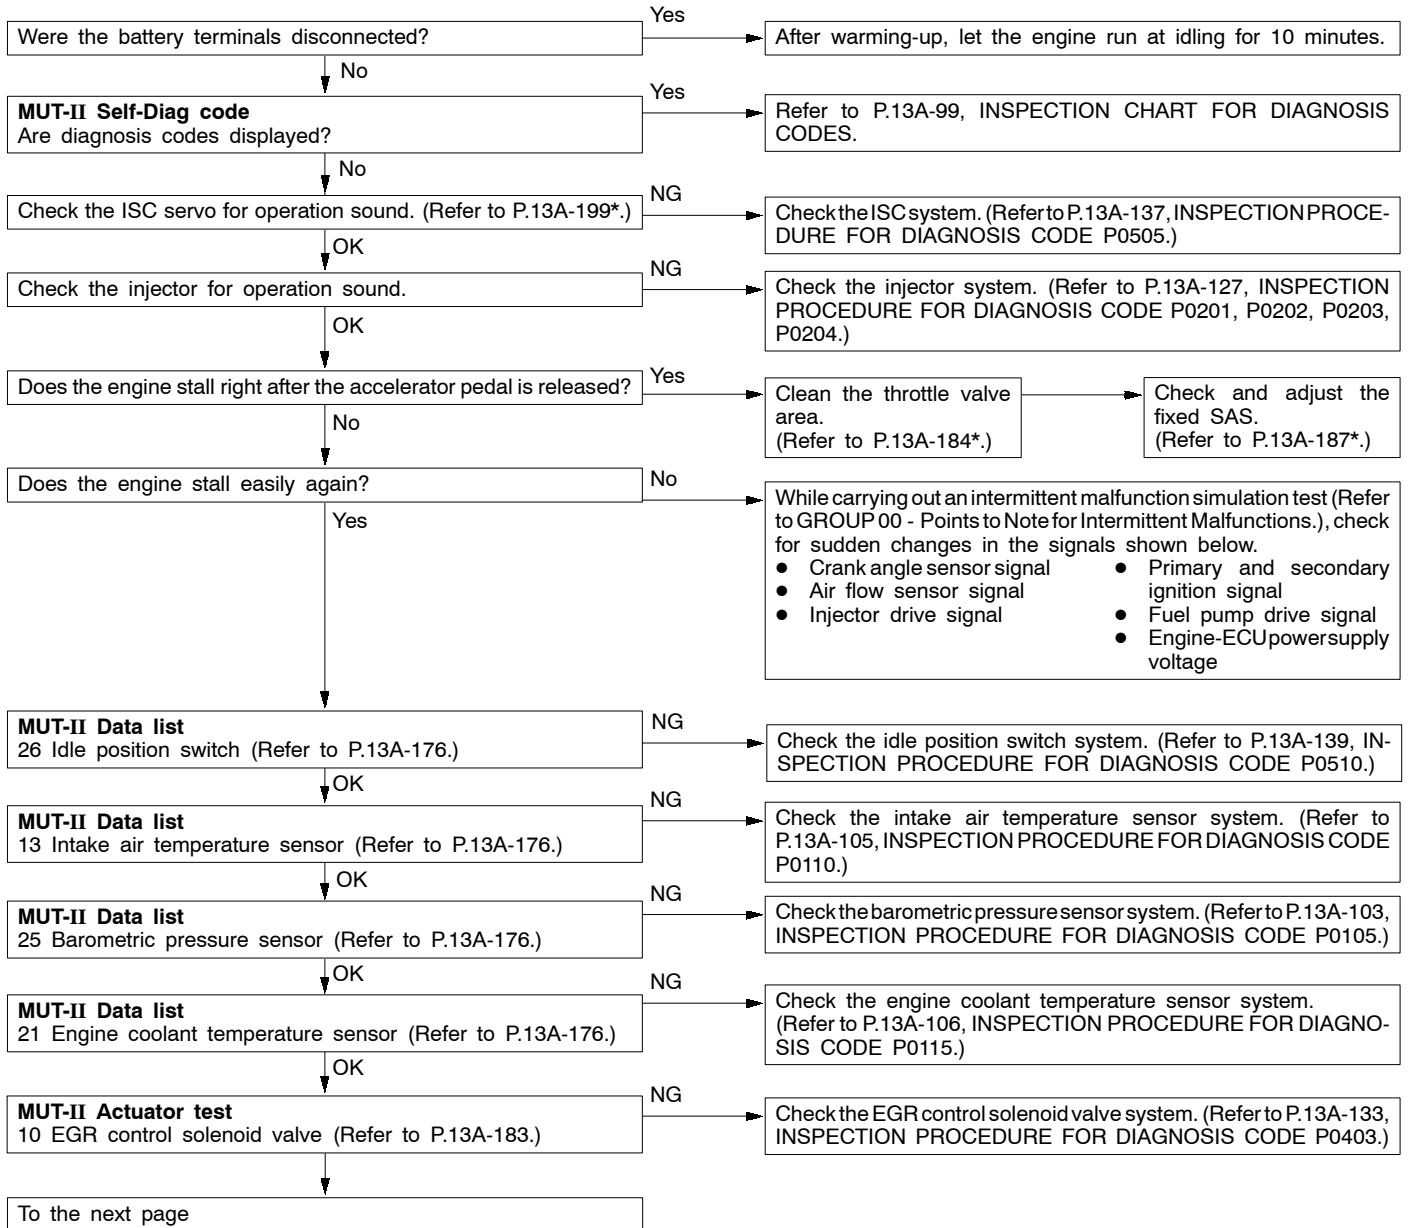 Yes
Were the battery terminals disconnected?
After warming-up, let the engine run at idling for 10 minutes.
No
MUT-II Self-Diag code
Are diagnosis codes displayed?
Yes
Refer to P.13A-99, INSPECTION CHART FOR DIAGNOSIS
CODES.
No
Check the ISC servo for operation sound. (Refer to P.13A-199*.)
NG
Check the ISC system. (Refer to P.13A-137, INSPECTION PROCE-
DURE FOR DIAGNOSIS CODE P0505.)
OK
Check the injector for operation sound.
NG
Check the injector system. (Refer to P.13A-127, INSPECTION
PROCEDURE FOR DIAGNOSIS CODE P0201, P0202, P0203,
P0204.)
OK
Does the engine stall right after the accelerator pedal is released?
Yes
Clean the throttle valve
area.
(Refer to P.13A-184*.)
Check and adjust the
fixed SAS.
(Refer to P.13A-187*.)
No
Does the engine stall easily again?
No
While carrying out an intermittent malfunction simulation test (Refer
to GROUP 00 - Points to Note for Intermittent Malfunctions.), check
for sudden changes in the signals shown below.
● Crank angle sensor signal
● Air flow sensor signal
● Injector drive signal
● Primary and secondary
ignition signal
● Fuel pump drive signal
● Engine-ECU power supply
voltage
Yes
MUT-II Data list
26 Idle position switch (Refer to P.13A-176.)
NG
Check the idle position switch system. (Refer to P.13A-139, IN-
SPECTION PROCEDURE FOR DIAGNOSIS CODE P0510.)
OK
MUT-II Data list
13 Intake air temperature sensor (Refer to P.13A-176.)
NG
Check the intake air temperature sensor system. (Refer to
P.13A-105, INSPECTION PROCEDURE FOR DIAGNOSIS CODE
P0110.)
OK
MUT-II Data list
25 Barometric pressure sensor (Refer to P.13A-176.)
NG
Check the barometric pressure sensor system. (Refer to P.13A-103,
INSPECTION PROCEDURE FOR DIAGNOSIS CODE P0105.)
OK
MUT-II Data list
21 Engine coolant temperature sensor (Refer to P.13A-176.)
NG
Check the engine coolant temperature sensor system.
(Refer to P.13A-106, INSPECTION PROCEDURE FOR DIAGNO-
SIS CODE P0115.)
OK
MUT-II Actuator test
10 EGR control solenoid valve (Refer to P.13A-183.)
NG
Check the EGR control solenoid valve system. (Refer to P.13A-133,
INSPECTION PROCEDURE FOR DIAGNOSIS CODE P0403.)
To the next page